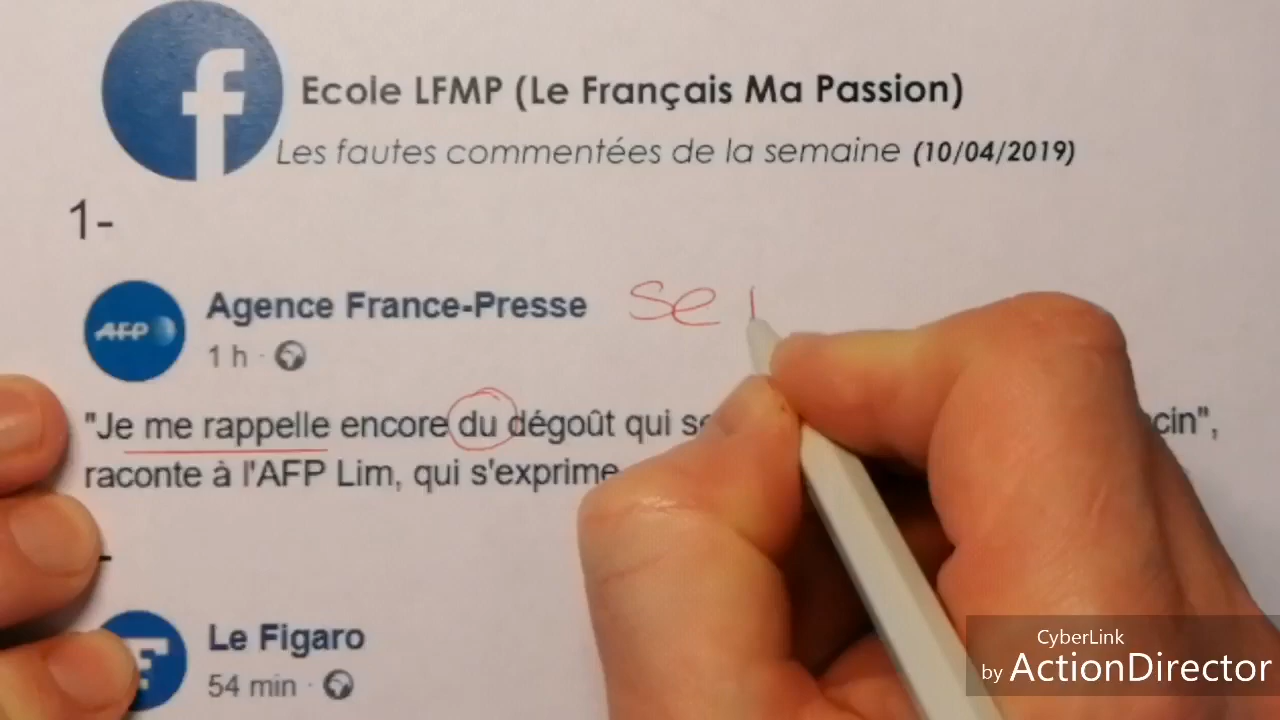 f
Ecole LFMP (Le Français Ma Passion)
Les fautes commentées de la semaine (10/04/2019)
1-
AFP
Agence France-Presse
se
1 h ·
"Je me rappelle encore du dégoût qui
cin",
raconte à l'AFP Lim, qui s'exprime
-
F
Le Figaro
54 min ·
CyberLink
by ActionDirector